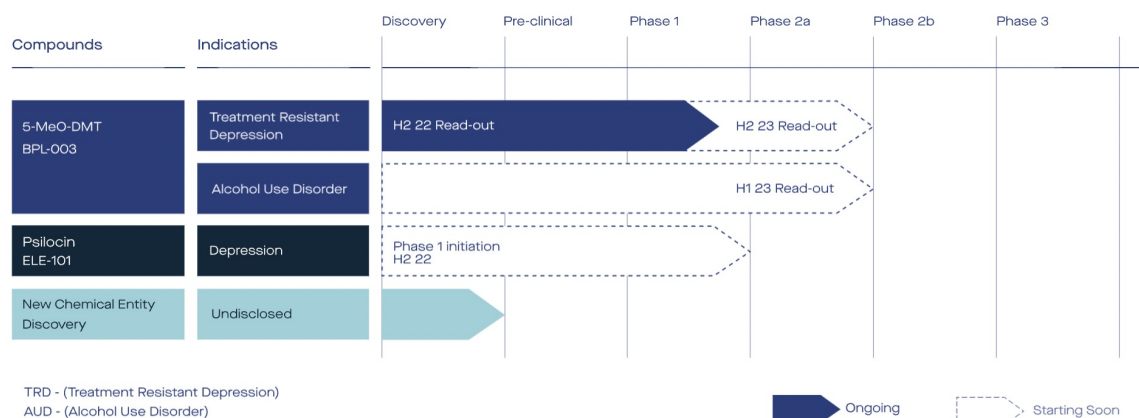 Discovery Pre-clinical Phase 1 Phase 2a Phase 2b Phase 3
Compounds Indications
5-MeO-DMT
BPL-003
Treatment Resistant
Depression
H2 22 Read-out H2 23 Read-out
Alcohol Use Disorder H1 23 Read-out
Psilocin
ELE-101
Depression
Phase 1 initiation
H2 22
New Chemical Entity
Discovery
Undisclosed
TRD - (Treatment Resistant Depression)
AUD - (Alcohol Use Disorder)
Ongoing Starting Soon